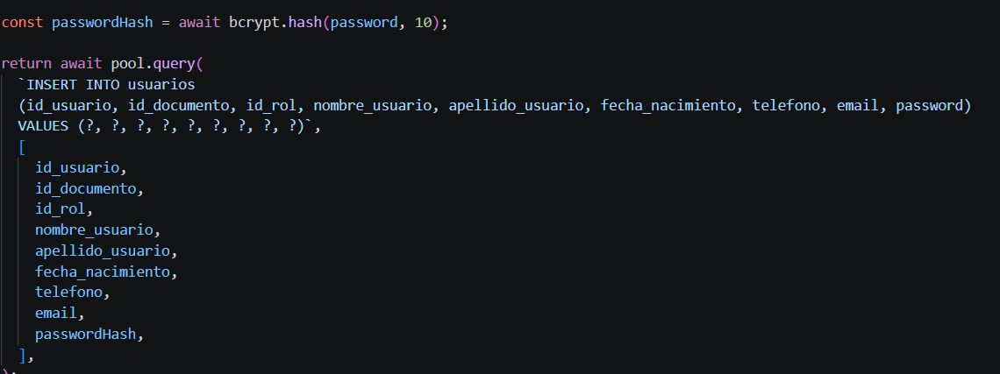 const passwordHash = await bcrypt.hash(password, 10);
return await pool.query(
`INSERT INTO usuarios
(id_usuario, id_documento, id_rol, nombre_usuario, apellido_usuario, fecha_nacimiento, telefono, email, password)
VALUES (?, ?, ?, ?, ?, ?, ?, ?, ?)`,
[
id_usuario,
id_documento,
id_rol,
nombre_usuario,
apellido_usuario,
fecha_nacimiento,
telefono,
email,
passwordHash,
],
);